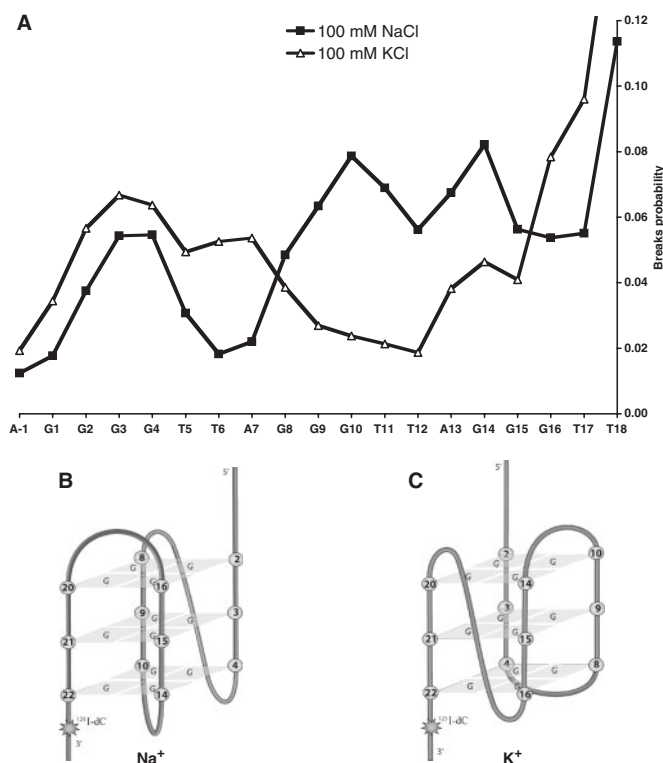 A
100 mM NaCl
100 mM KCl
0.12
0.10
0.08
0.06
0.04
0.02
0.00
Breaks probability
A-1 G1 G2 G3 G4 T5 T6 A7 G8 G9 G10 T11 T12 A13 G14 G15 G16 T17 T18
B
5'
8
G
G
2
20
G
16
9
G
3
21
G
15
10
G
4
22
G
14
125I-dC
3'
Na+
C
5'
2
G
10
20
G
14
3
G
9
21
G
15
4
G
8
22
G
16
125I-dC
3'
K+